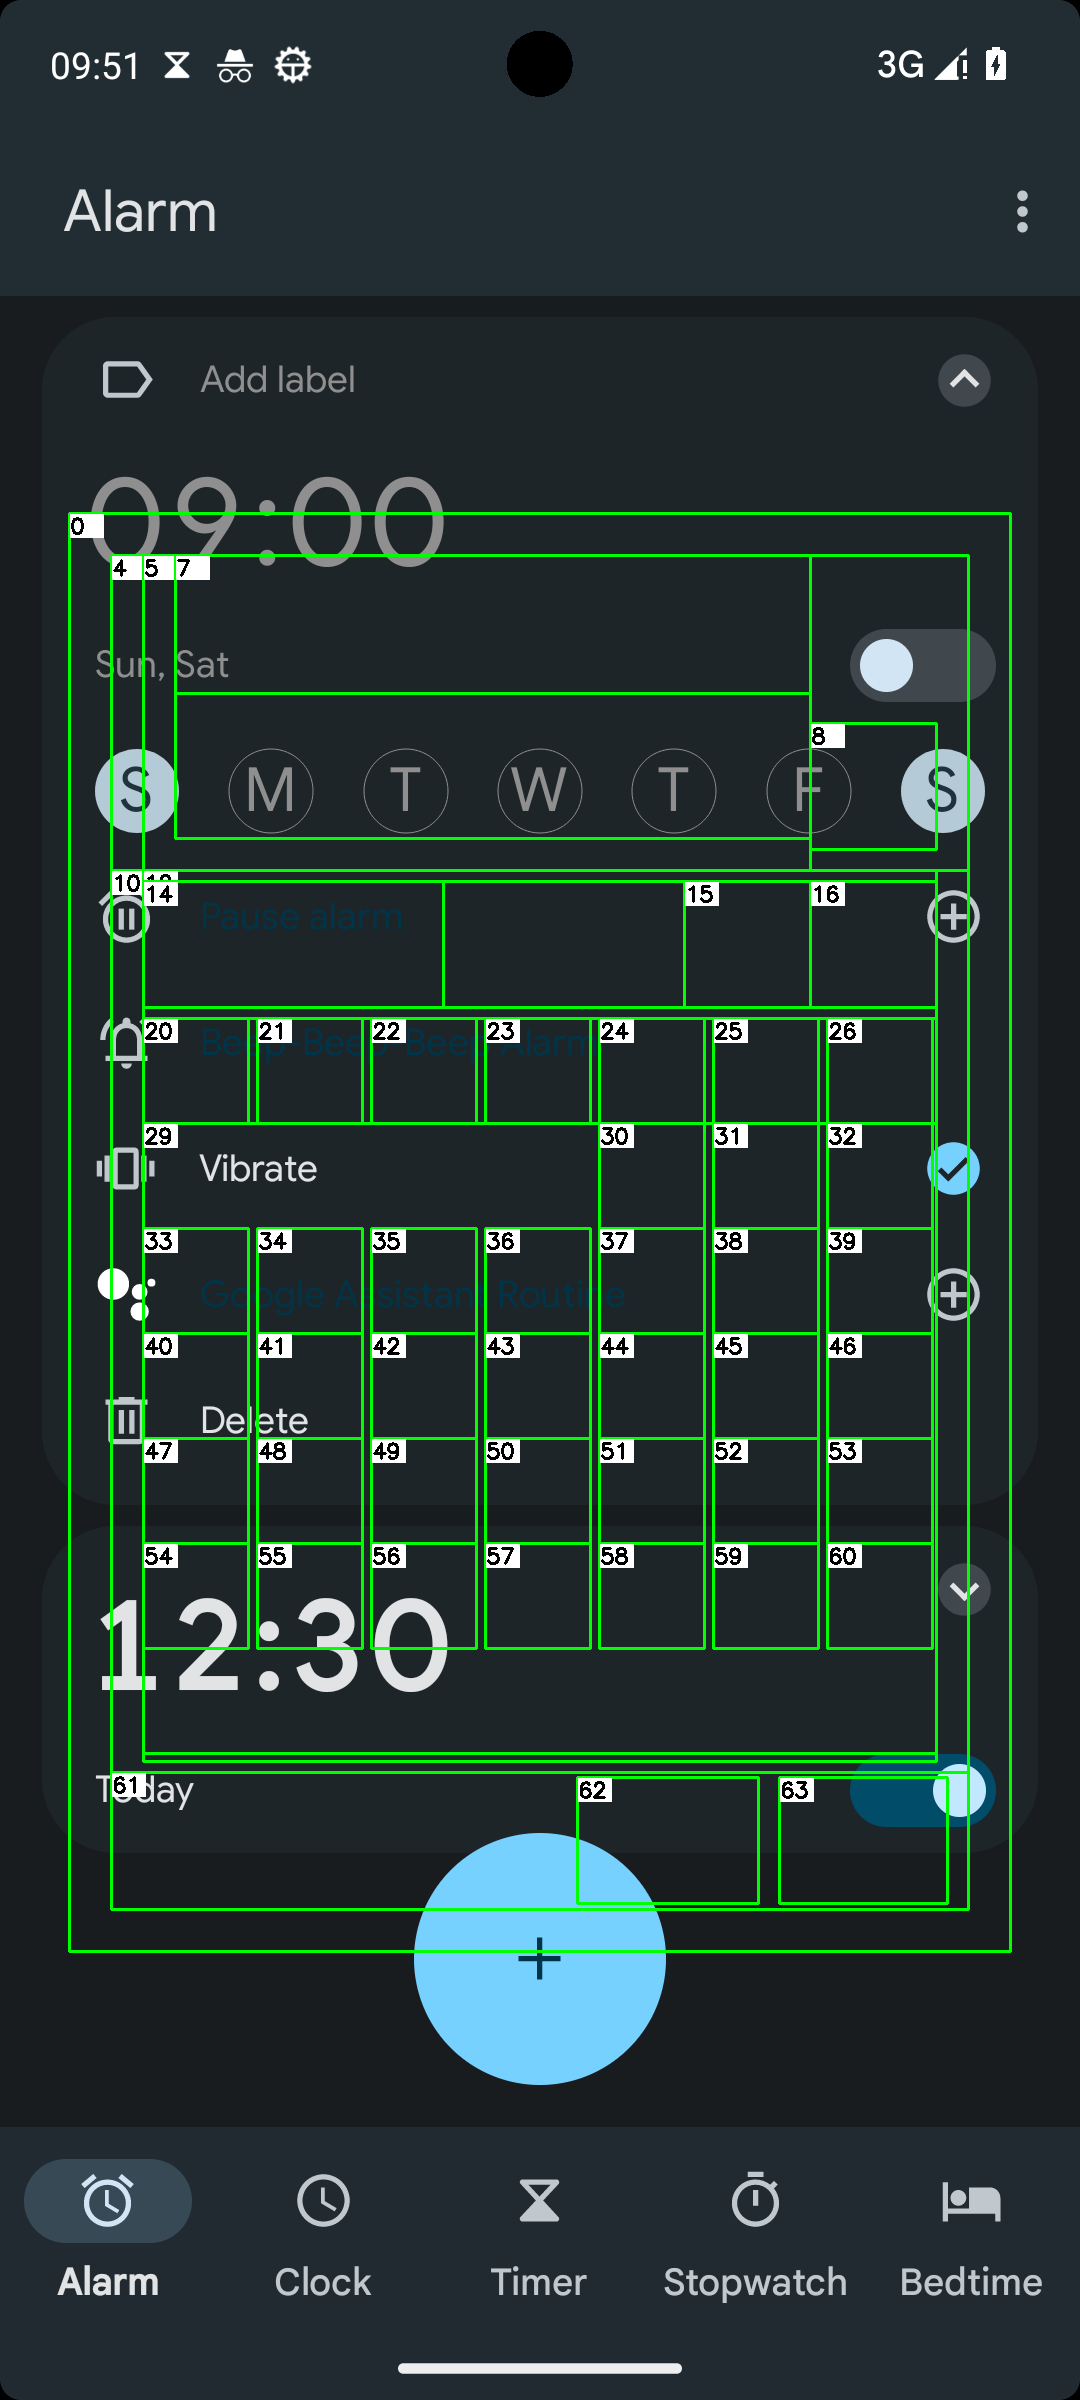 09:51 3G
Alarm
Add label
09:00
0
4 5 7
Sun, Sat
8
S M T W T F S
10 12
14 15 16
Pause alarm
20 21 22 23 24 25 26
Beep-Beep-Beep Alarm
29 30 31 32
Vibrate
33 34 35 36 37 38 39
Google Assistant Routine
40 41 42 43 44 45 46
Delete
47 48 49 50 51 52 53
54 55 56 57 58 59 60
12:30
61 62 63
Today
Alarm Clock Timer Stopwatch Bedtime